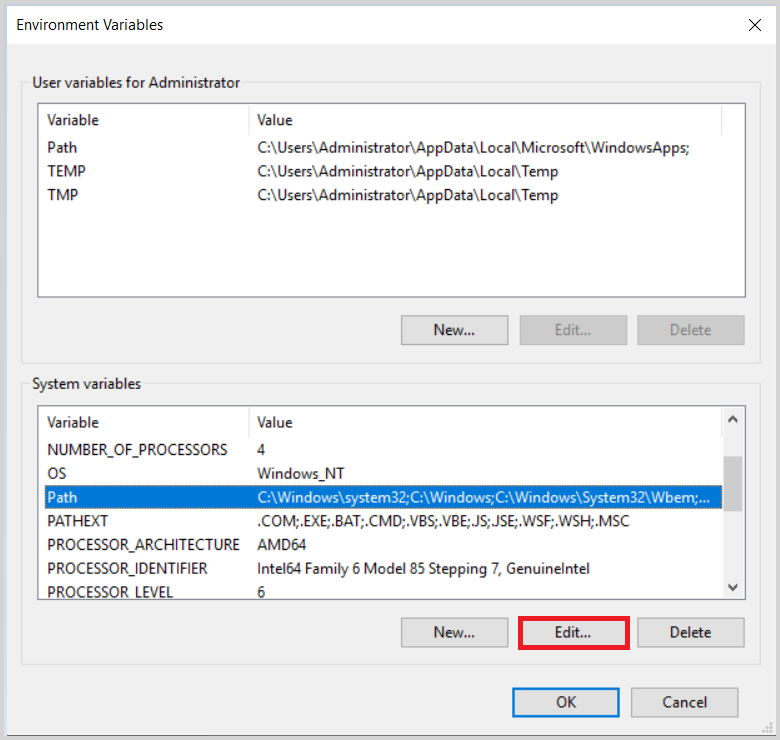 Environment Variables
User variables for Administrator
Variable Value
Path C:\Users\Administrator\AppData\Local\Microsoft\WindowsApps;
TEMP C:\Users\Administrator\AppData\Local\Temp
TMP C:\Users\Administrator\AppData\Local\Temp
New... Edit... Delete
System variables
Variable Value
NUMBER_OF_PROCESSORS 4
OS Windows_NT
Path C:\Windows\system32;C:\Windows;C:\Windows\System32\Wbem;...
PATHEXT .COM;.EXE;.BAT;.CMD;.VBS;.VBE;.JS;.JSE;.WSF;.WSH;.MSC
PROCESSOR_ARCHITECTURE AMD64
PROCESSOR_IDENTIFIER Intel64 Family 6 Model 85 Stepping 7, GenuineIntel
PROCESSOR_LEVEL 6
New... Edit... Delete
OK Cancel